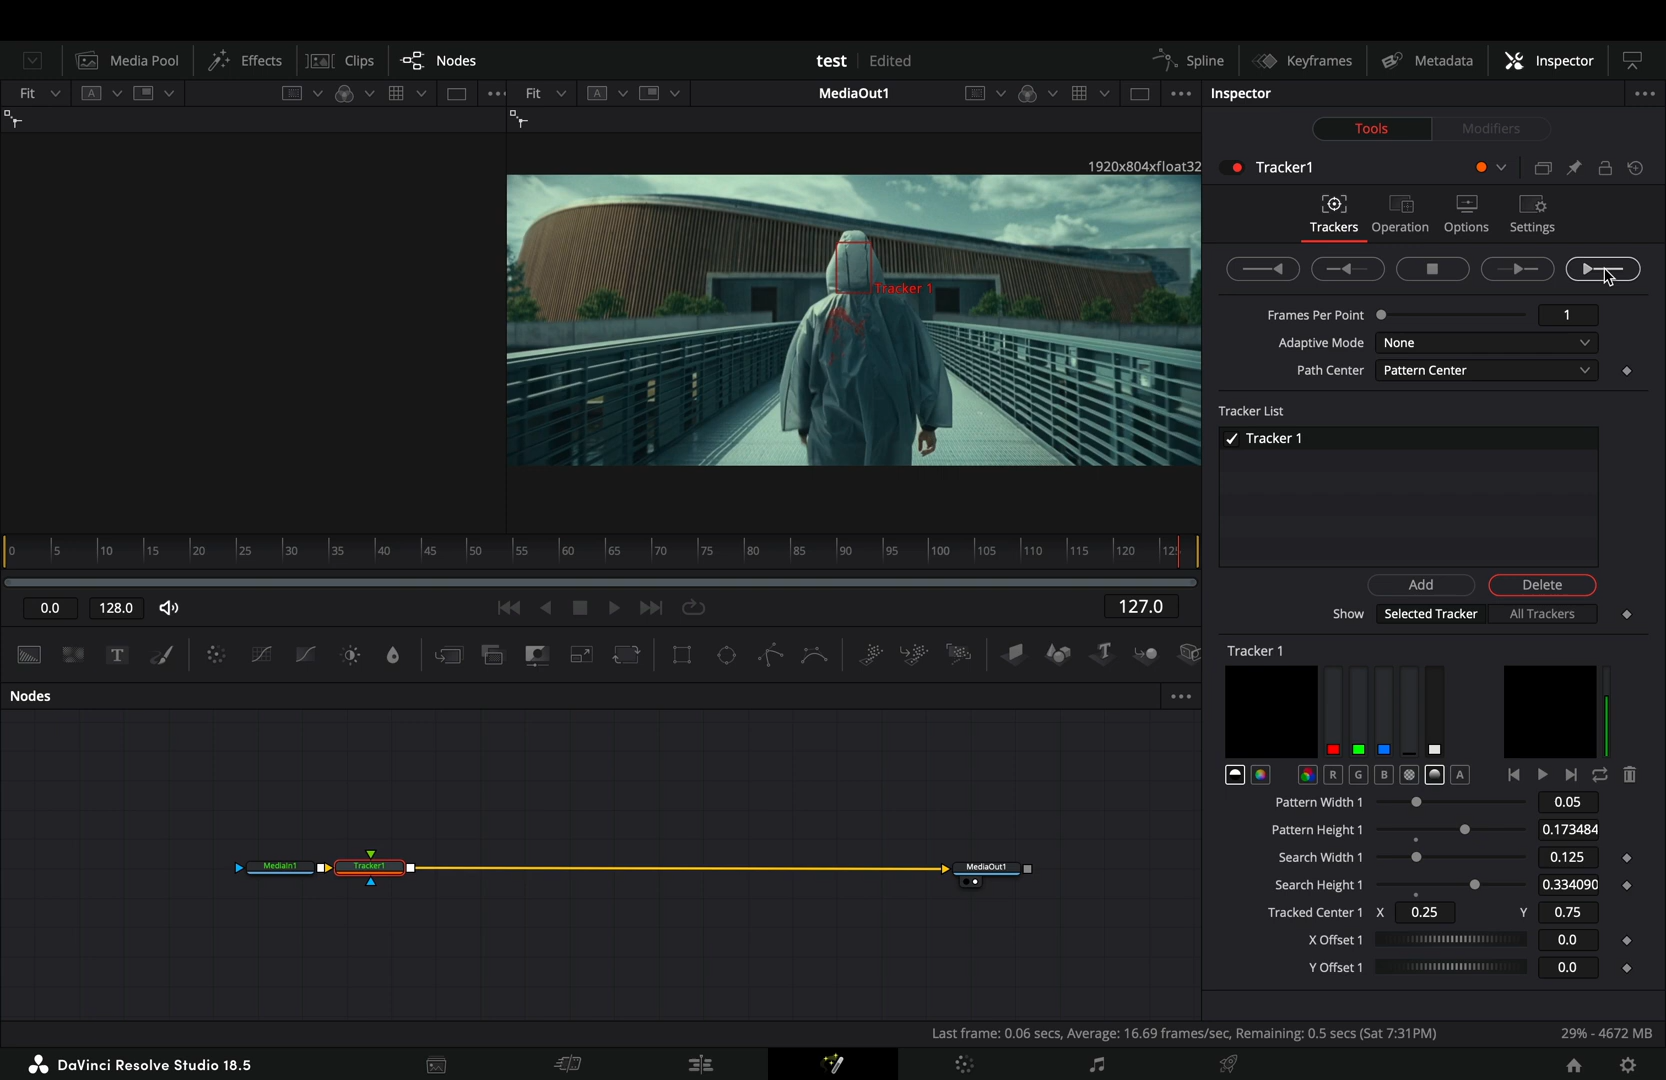 Media Pool Effects Clips Nodes test Edited Spline Keyframes Metadata Inspector
Fit A Fit A MediaOut1 Inspector
Tools Modifiers
1920x804xfloat32
Tracker1
Trackers Operation Options Settings
Tracker 1
Frames Per Point 1
Adaptive Mode None
Path Center Pattern Center
Tracker List
Tracker 1
0 5 10 15 20 25 30 35 40 45 50 55 60 65 70 75 80 85 90 95 100 105 110 115 120 125
Add Delete
0.0 128.0 127.0
Show Selected Tracker All Trackers
T T
Tracker 1
Nodes
R G B A
Pattern Width 1 0.05
Pattern Height 1 0.173484
Search Width 1 0.125
MediaIn1 Tracker1 MediaOut1
Search Height 1 0.334090
Tracked Center 1 X 0.25 Y 0.75
X Offset 1 0.0
Y Offset 1 0.0
Last frame: 0.06 secs, Average: 16.69 frames/sec, Remaining: 0.5 secs (Sat 7:31PM) 29% - 4672 MB
DaVinci Resolve Studio 18.5